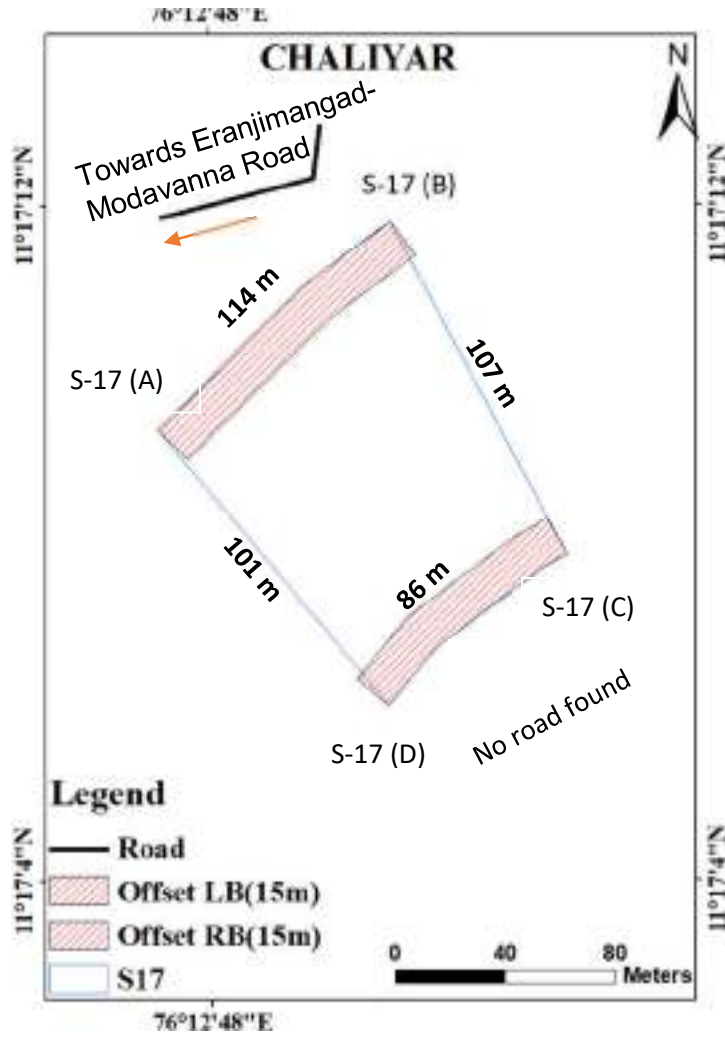 76°12'48"E
CHALIYAR
N
Towards Eranjimangad-
Modavanna Road
11°17'12"N
11°17'12"N
S-17 (B)
114 m
107 m
S-17 (A)
101 m
86 m
S-17 (C)
No road found
S-17 (D)
Legend
Road
Offset LB(15m)
Offset RB(15m)
S17
11°17'4"N
11°17'4"N
0 40 80
Meters
76°12'48"E